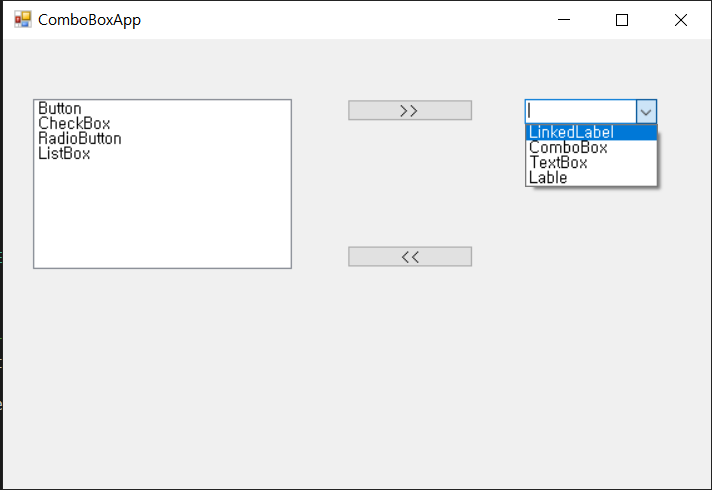 ComboBoxApp
Button
CheckBox
RadioButton
ListBox
>>
<<
LinkedLabel
ComboBox
TextBox
Lable